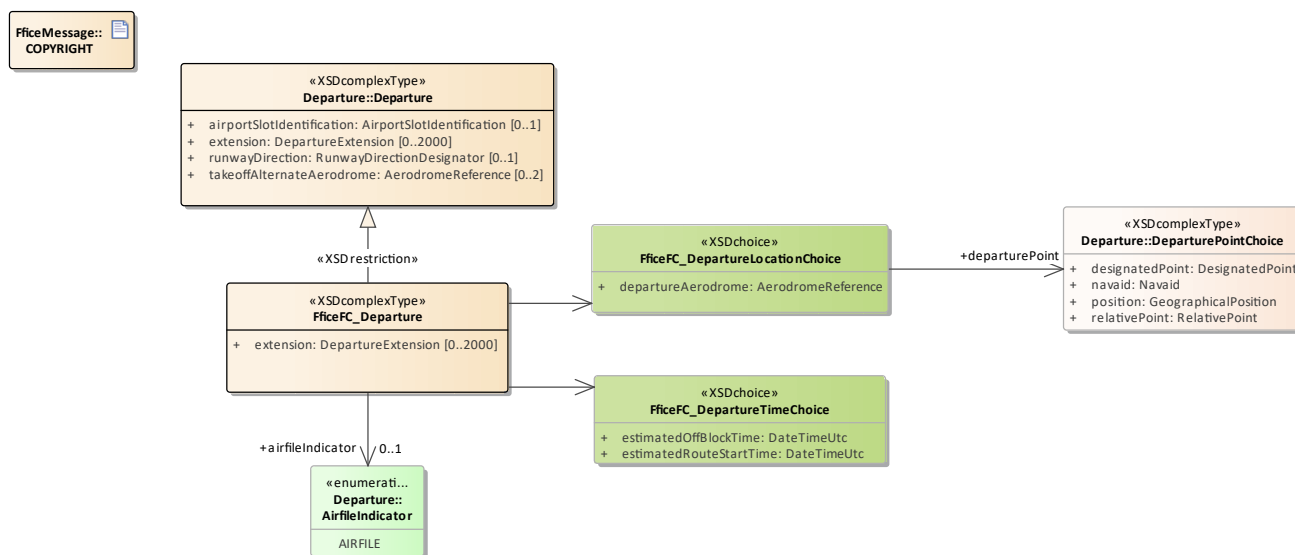 FficeMessage::
COPYRIGHT
«XSDcomplexType»
Departure::Departure
+ airportSlotIdentification: AirportSlotIdentification [0..1]
+ extension: DepartureExtension [0..2000]
+ runwayDirection: RunwayDirectionDesignator [0..1]
+ takeoffAlternateAerodrome: AerodromeReference [0..2]
«XSDrestriction»
«XSDcomplexType»
FficeFC_Departure
+ extension: DepartureExtension [0..2000]
«XSDchoice»
FficeFC_DepartureLocationChoice
+ departureAerodrome: AerodromeReference
+departurePoint
«XSDcomplexType»
Departure::DeparturePointChoice
+ designatedPoint: DesignatedPoint
+ navaid: Navaid
+ position: GeographicalPosition
+ relativePoint: RelativePoint
«XSDchoice»
FficeFC_DepartureTimeChoice
+ estimatedOffBlockTime: DateTimeUtc
+ estimatedRouteStartTime: DateTimeUtc
+airfileIndicator 0..1
«enumerati...
Departure::
AirfileIndicator
AIRFILE